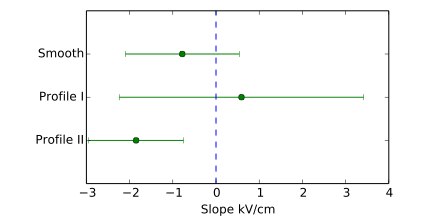 Smooth
Profile I
Profile II
−3 −2 −1 0 1 2 3 4
Slope kV/cm